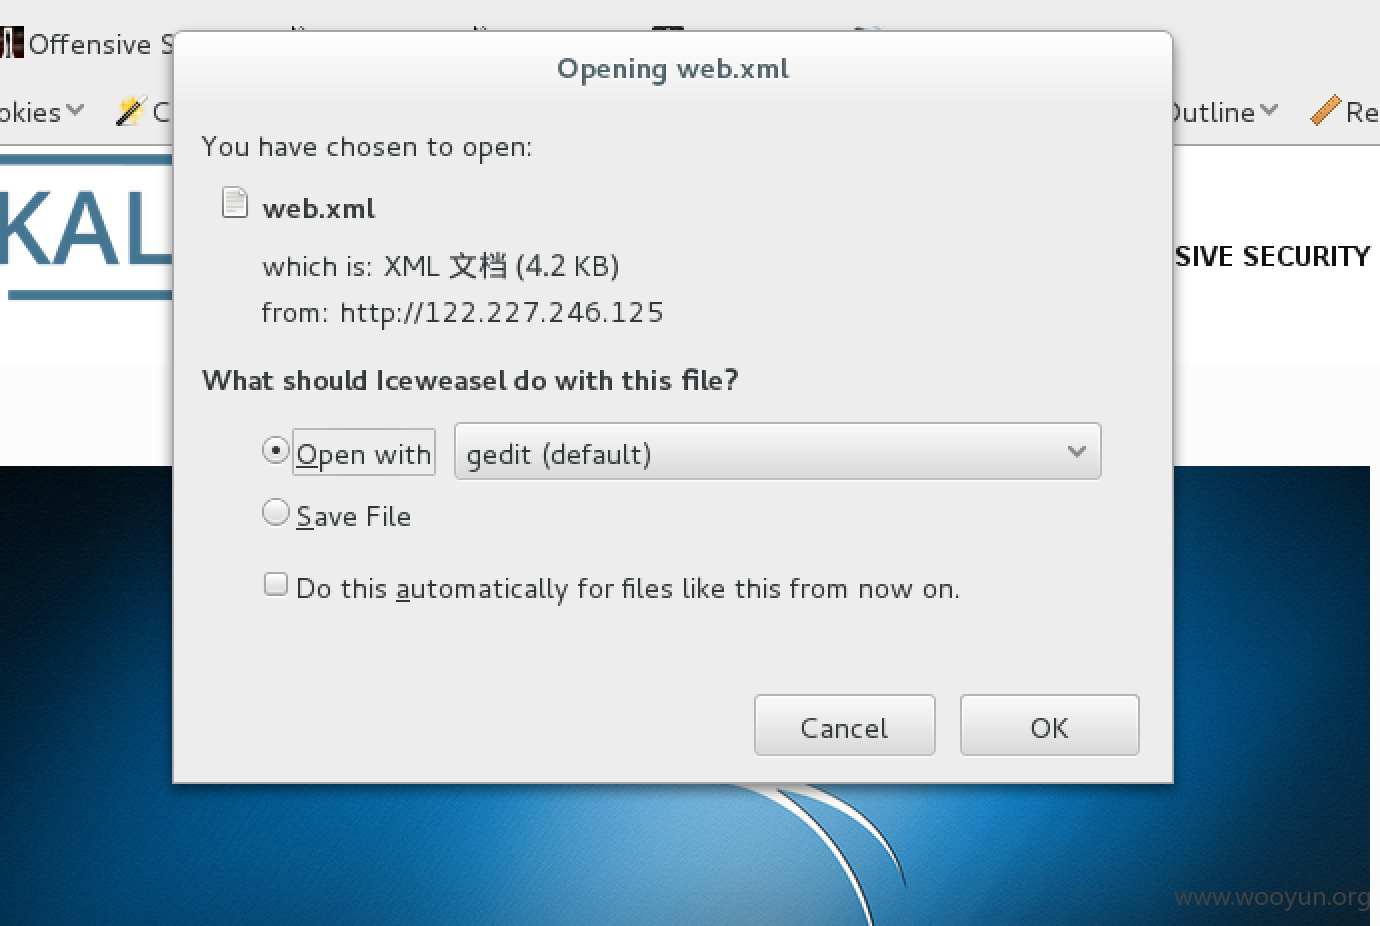 Offensive S
Opening web.xml
okies
C
Outline
Re
You have chosen to open:
KAL
web.xml
SIVE SECURITY
which is: XML 文档 (4.2 KB)
from: http://122.227.246.125
What should Iceweasel do with this file?
Open with
gedit (default)
Save File
Do this automatically for files like this from now on.
Cancel
OK
www.wooyun.org